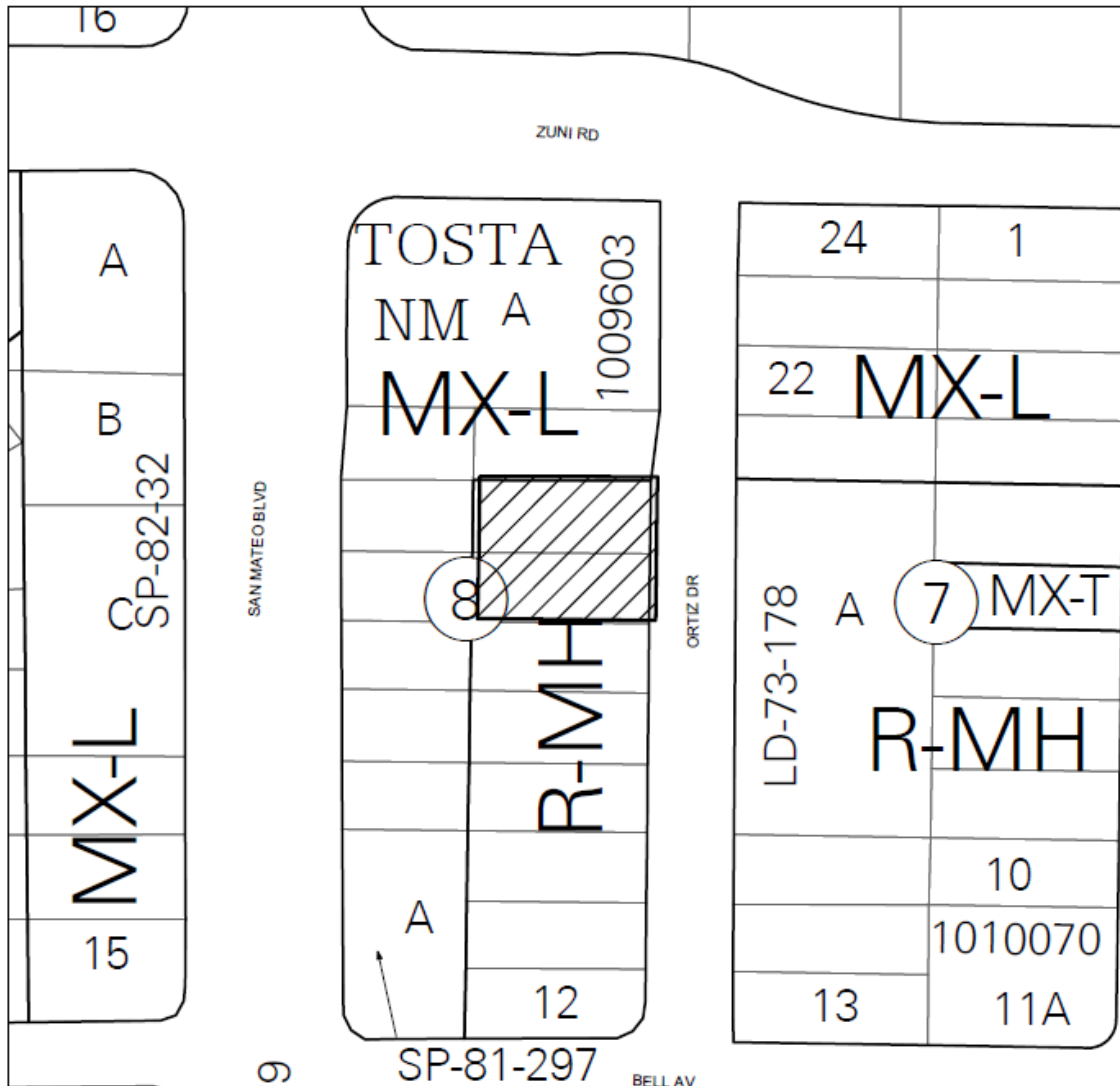 16
ZUNI RD
A
B
SP-82-32
C
MX-L
15
SAN MATEO BLVD
TOSTA
NM
A
1009603
MX-L
8
R-MH
A
12
SP-81-297
9
BELL AV
ORTIZ DR
24
1
22
MX-L
LD-73-178
A
7
MX-T
R-MH
10
1010070
13
11A